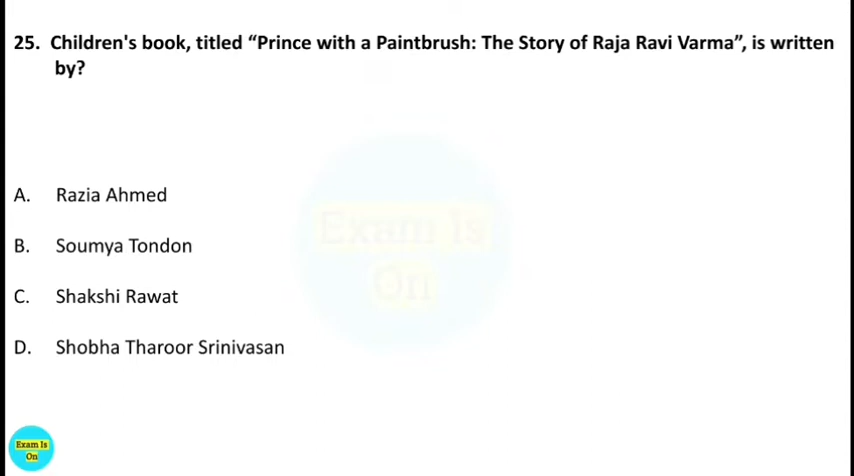 25. Children's book, titled “Prince with a Paintbrush: The Story of Raja Ravi Varma”, is written
by?
A. Razia Ahmed
B. Soumya Tondon
Exam Is
On
C. Shakshi Rawat
D. Shobha Tharoor Srinivasan
Exam Is
On